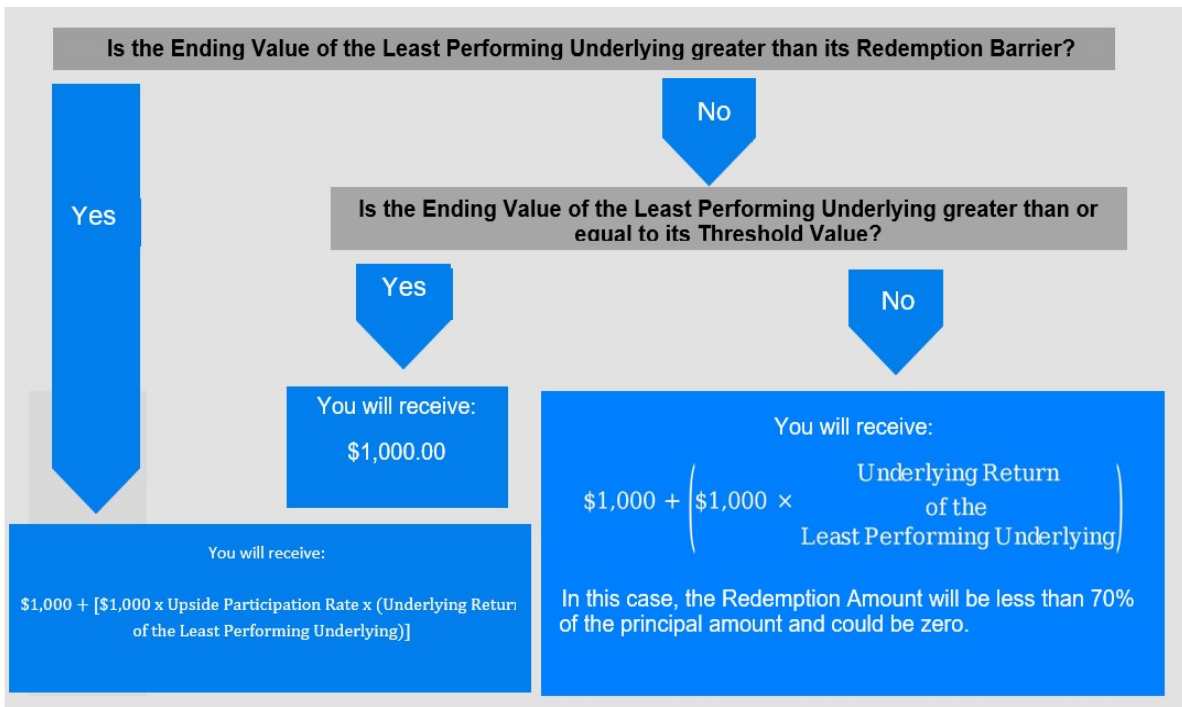 Is the Ending Value of the Least Performing Underlying greater than its Redemption Barrier?
No
Yes
Is the Ending Value of the Least Performing Underlying greater than or
equal to its Threshold Value?
Yes
No
You will receive:
$1,000.00
You will receive:
$1,000 + ($1,000 × Underlying Return
of the
Least Performing Underlying)
In this case, the Redemption Amount will be less than 70%
of the principal amount and could be zero.
You will receive:
$1,000 + [$1,000 x Upside Participation Rate x (Underlying Return
of the Least Performing Underlying)]